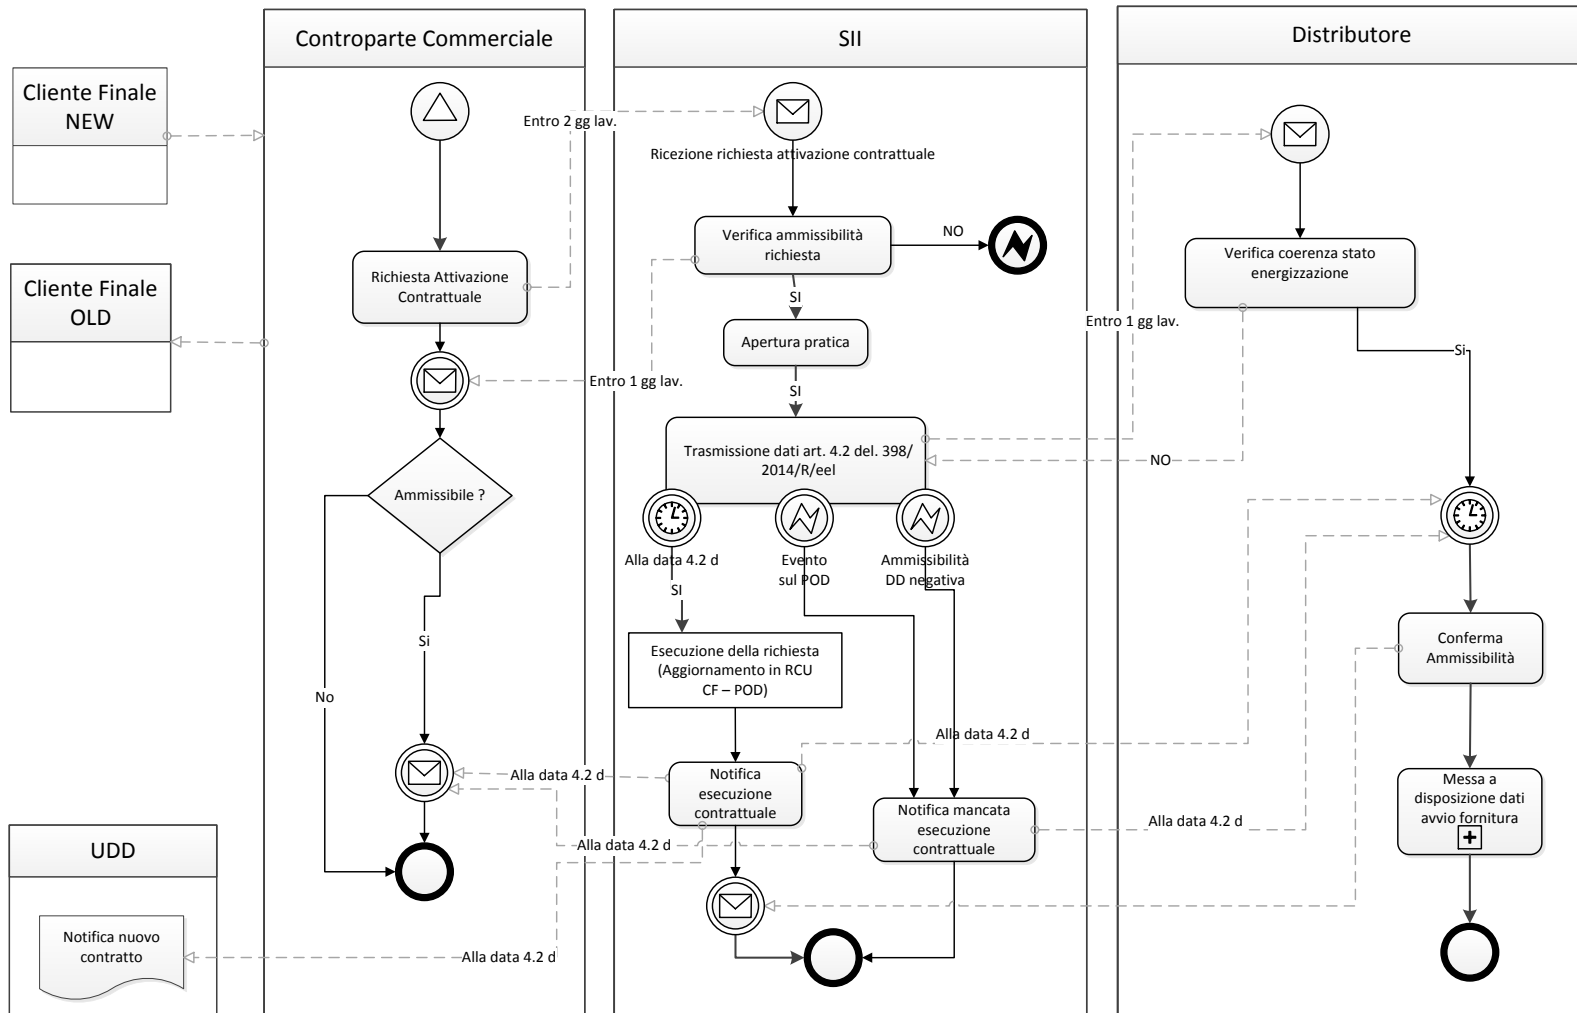 Controparte Commerciale
SII
Distributore
Cliente Finale
NEW
Entro 2 gg lav.
Ricezione richiesta attivazione contrattuale
Verifica ammissibilità
richiesta
NO
Verifica coerenza stato
energizzazione
Richiesta Attivazione
Contrattuale
Cliente Finale
OLD
SI
Apertura pratica
Entro 1 gg lav.
Si
Entro 1 gg lav.
SI
Trasmissione dati art. 4.2 del. 398/
2014/R/eel
NO
Ammissibile ?
Alla data 4.2 d
Evento
sul POD
Ammissibilità
DD negativa
SI
Si
No
Esecuzione della richiesta
(Aggiornamento in RCU
CF – POD)
Conferma
Ammissibilità
Alla data 4.2 d
Alla data 4.2 d
Notifica
esecuzione
contrattuale
Notifica mancata
esecuzione
contrattuale
Alla data 4.2 d
Messa a
disposizione dati
avvio fornitura
Alla data 4.2 d
UDD
Notifica nuovo
contratto
Alla data 4.2 d